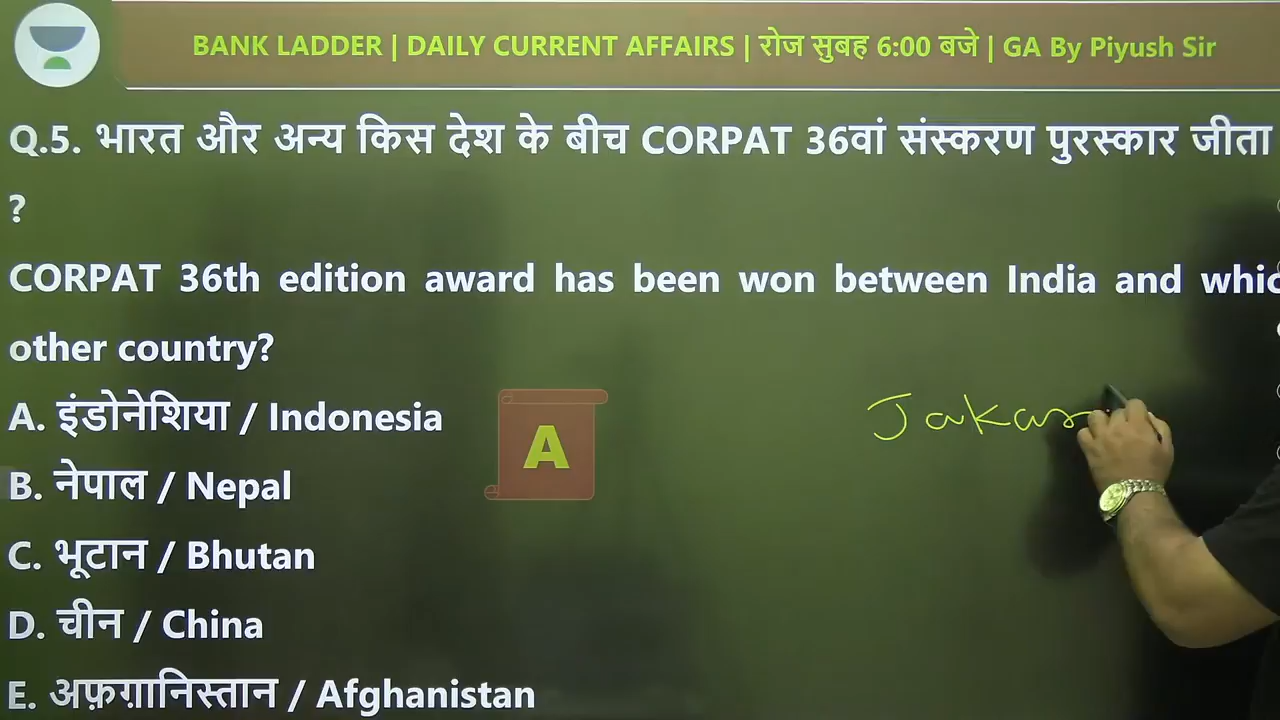 BANK LADDER | DAILY CURRENT AFFAIRS | रोज सुबह 6:00 बजे | GA By Piyush Sir
Q.5. भारत और अन्य किस देश के बीच CORPAT 36वां संस्करण पुरस्कार जीता
?
CORPAT 36th edition award has been won between India and whic
other country?
A. इंडोनेशिया / Indonesia
A
Jakar
B. नेपाल / Nepal
C. भूटान / Bhutan
D. चीन / China
E. अफ़ग़ानिस्तान / Afghanistan